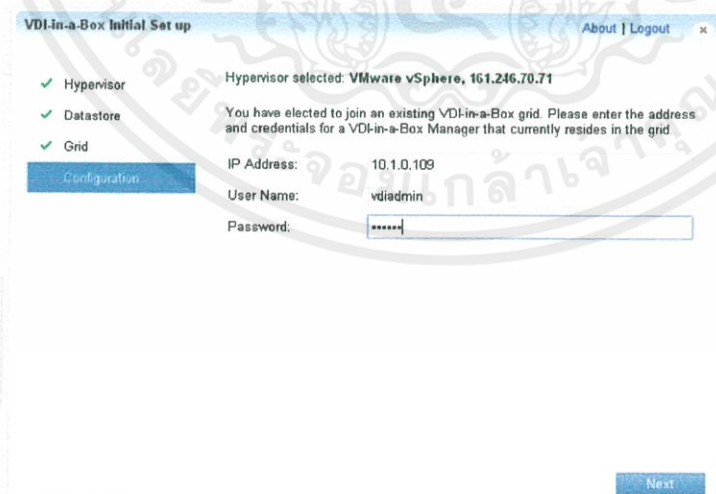 VDI-in-a-Box Initial Set up
About | Logout x
Hypervisor
Datastore
Grid
Configuration
Hypervisor selected: VMware vSphere, 161.246.70.71
You have elected to join an existing VDI-in-a-Box grid. Please enter the address
and credentials for a VDI-in-a-Box Manager that currently resides in the grid.
IP Address: 10.1.0.109
User Name: vdiadmin
Password: ••••••
Next